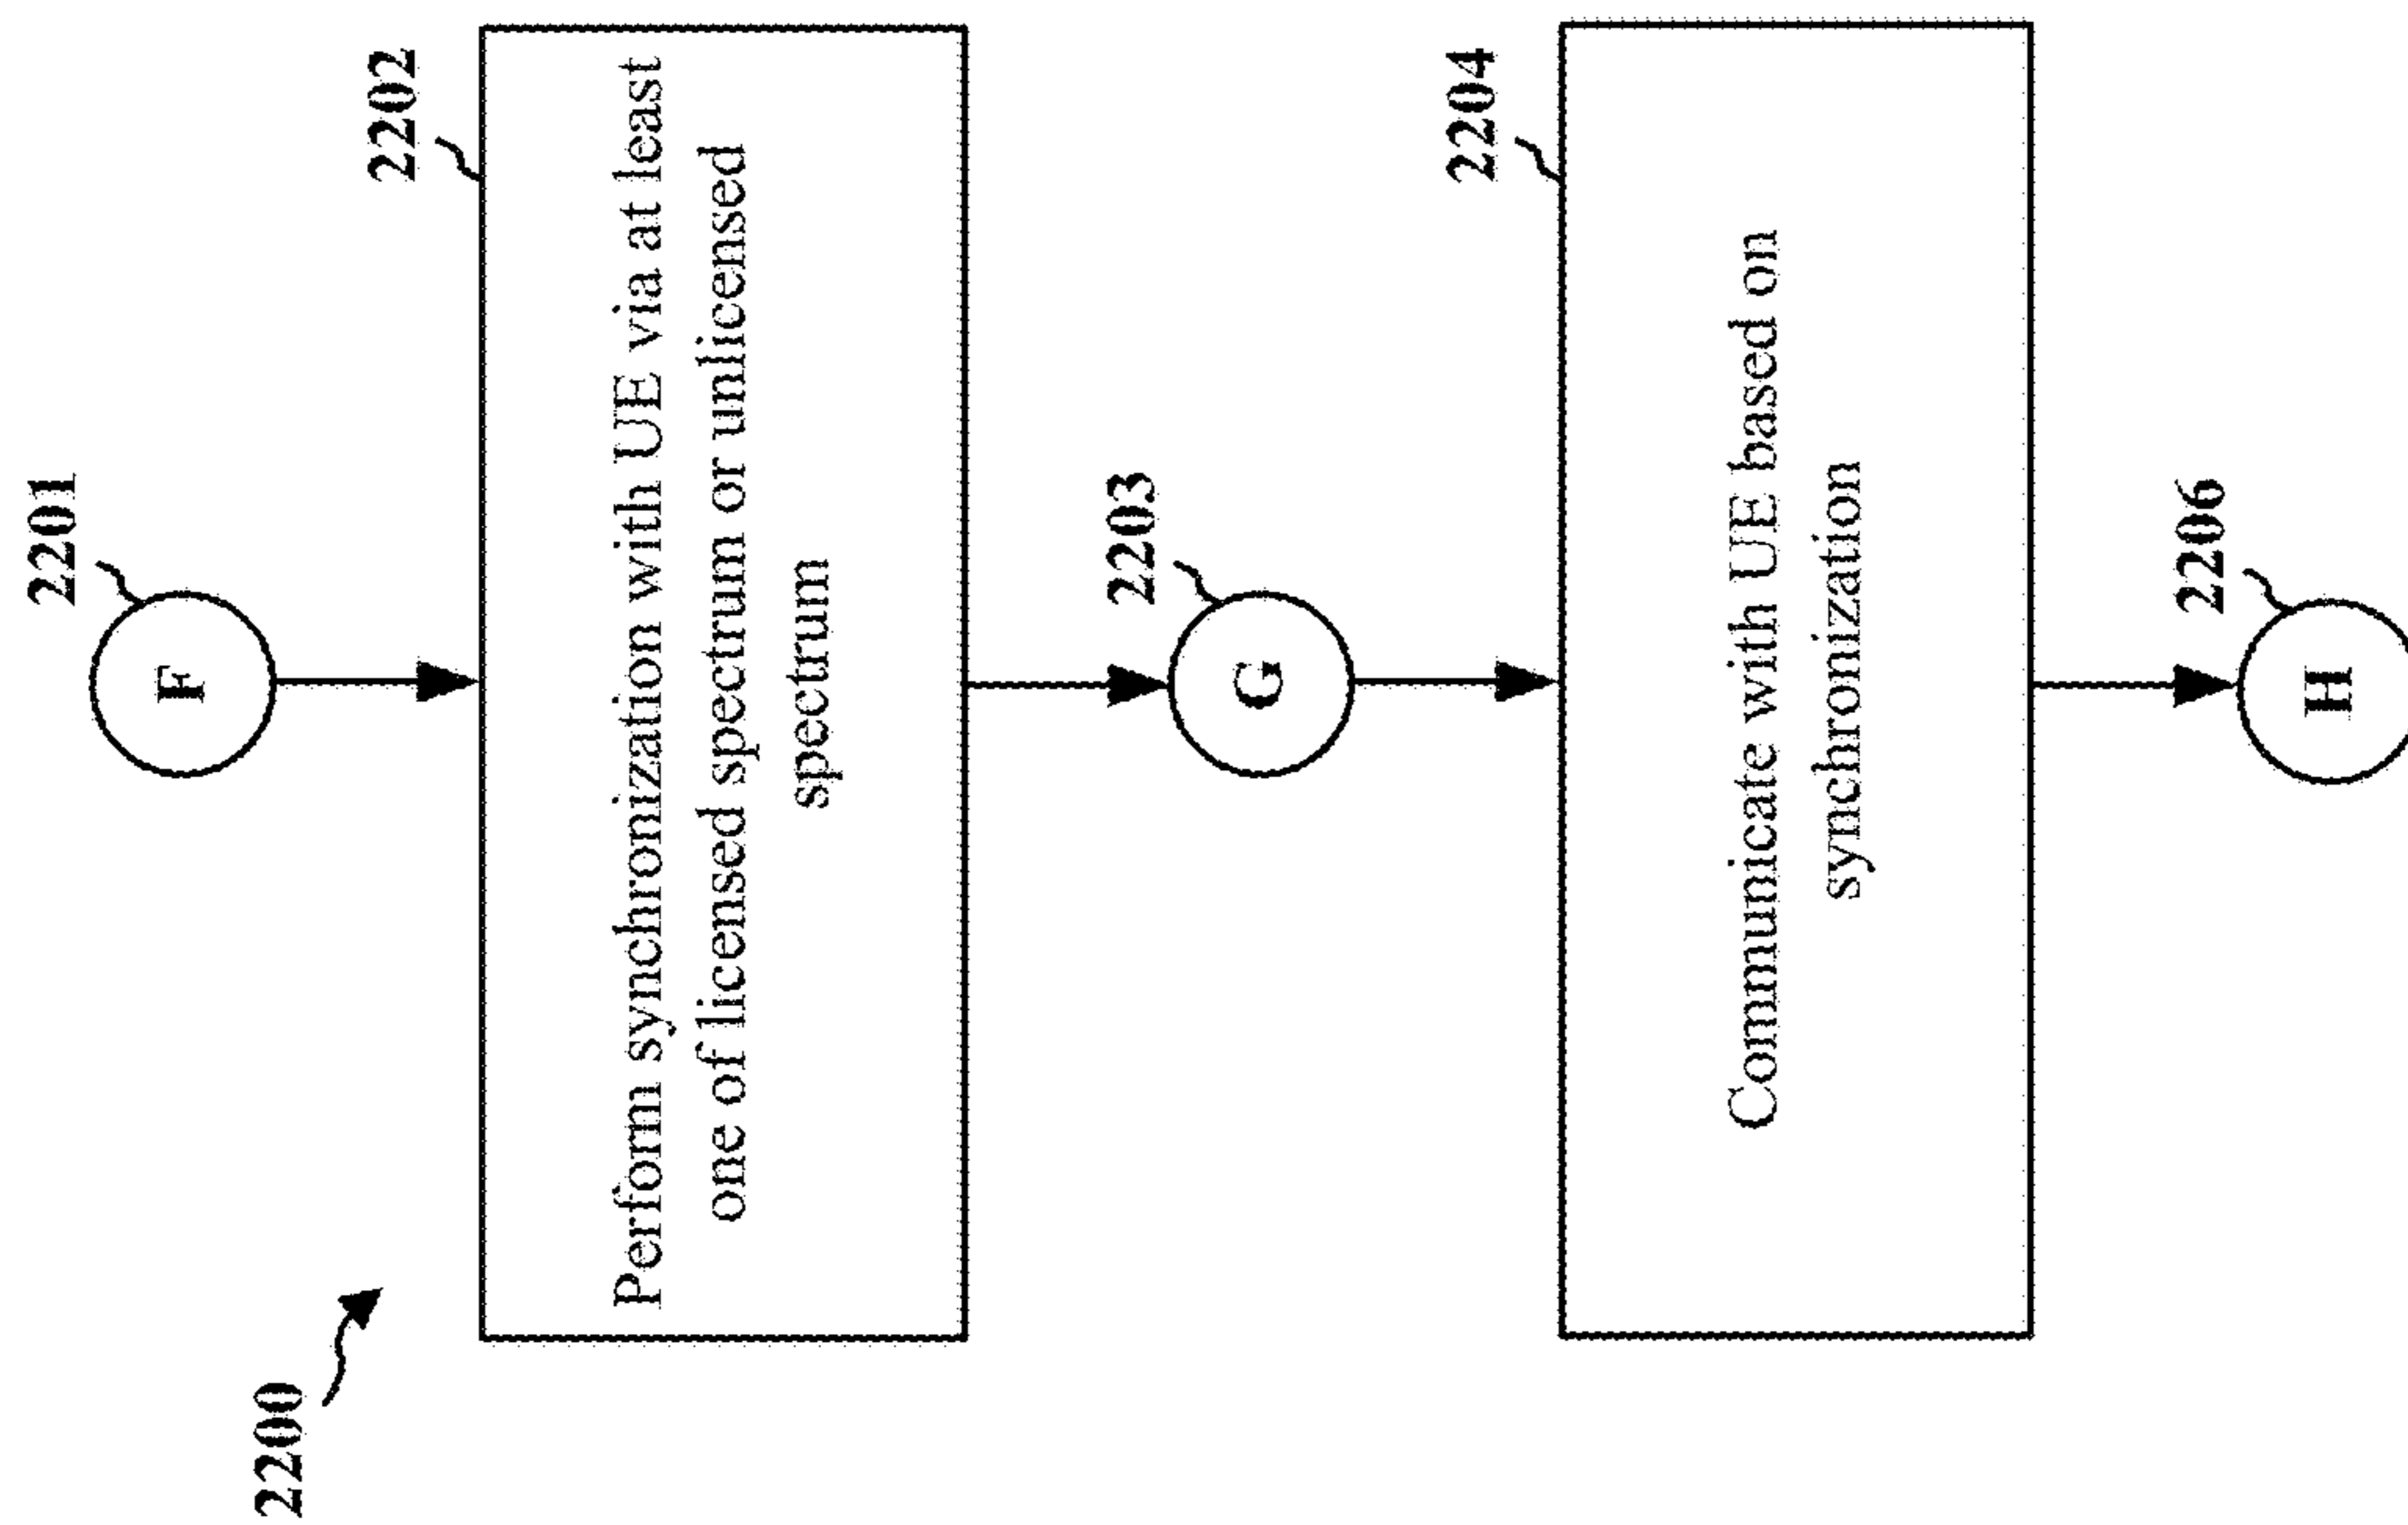 2200
2201
F
2202
Perform synchronization with UE via at least
one of licensed spectrum or unlicensed
spectrum
2203
G
2204
Communicate with UE based on
synchronization
2206
H